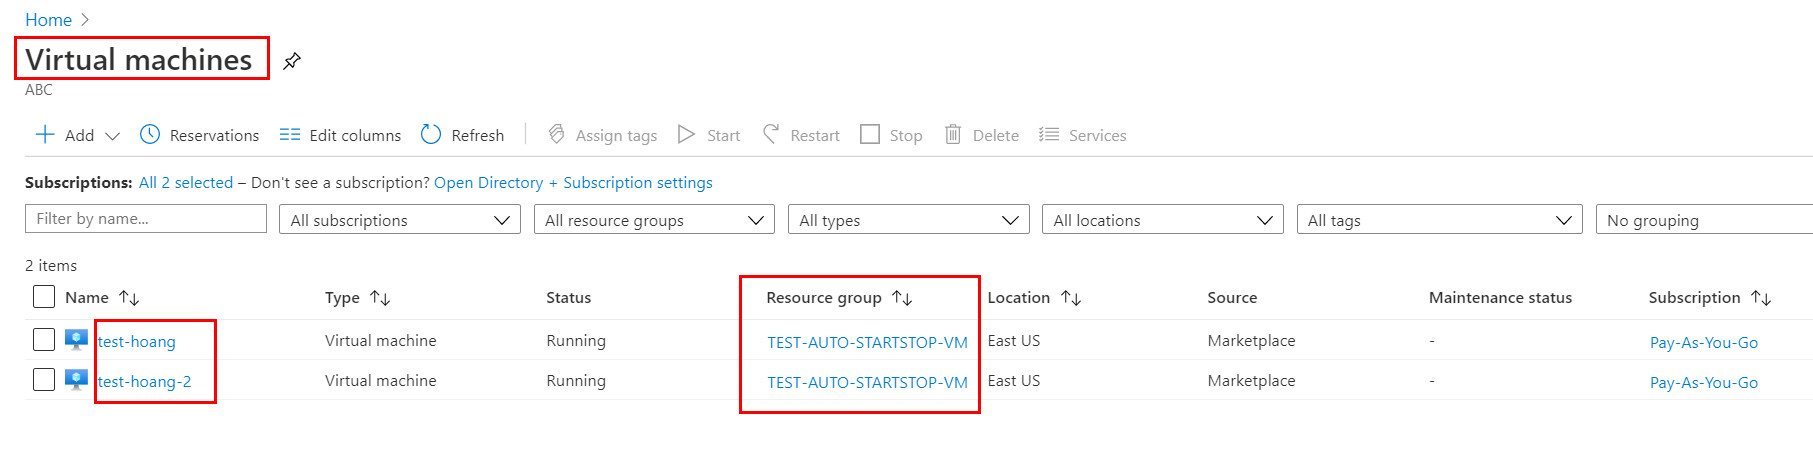 Home >
Virtual machines
ABC
+ Add Reservations Edit columns Refresh Assign tags Start Restart Stop Delete Services
Subscriptions: All 2 selected – Don't see a subscription? Open Directory + Subscription settings
Filter by name... All subscriptions All resource groups All types All locations All tags No grouping
2 items
Name ↑↓ Type ↑↓ Status Resource group ↑↓ Location ↑↓ Source Maintenance status Subscription ↑↓
test-hoang Virtual machine Running TEST-AUTO-STARTSTOP-VM East US Marketplace - Pay-As-You-Go
test-hoang-2 Virtual machine Running TEST-AUTO-STARTSTOP-VM East US Marketplace - Pay-As-You-Go